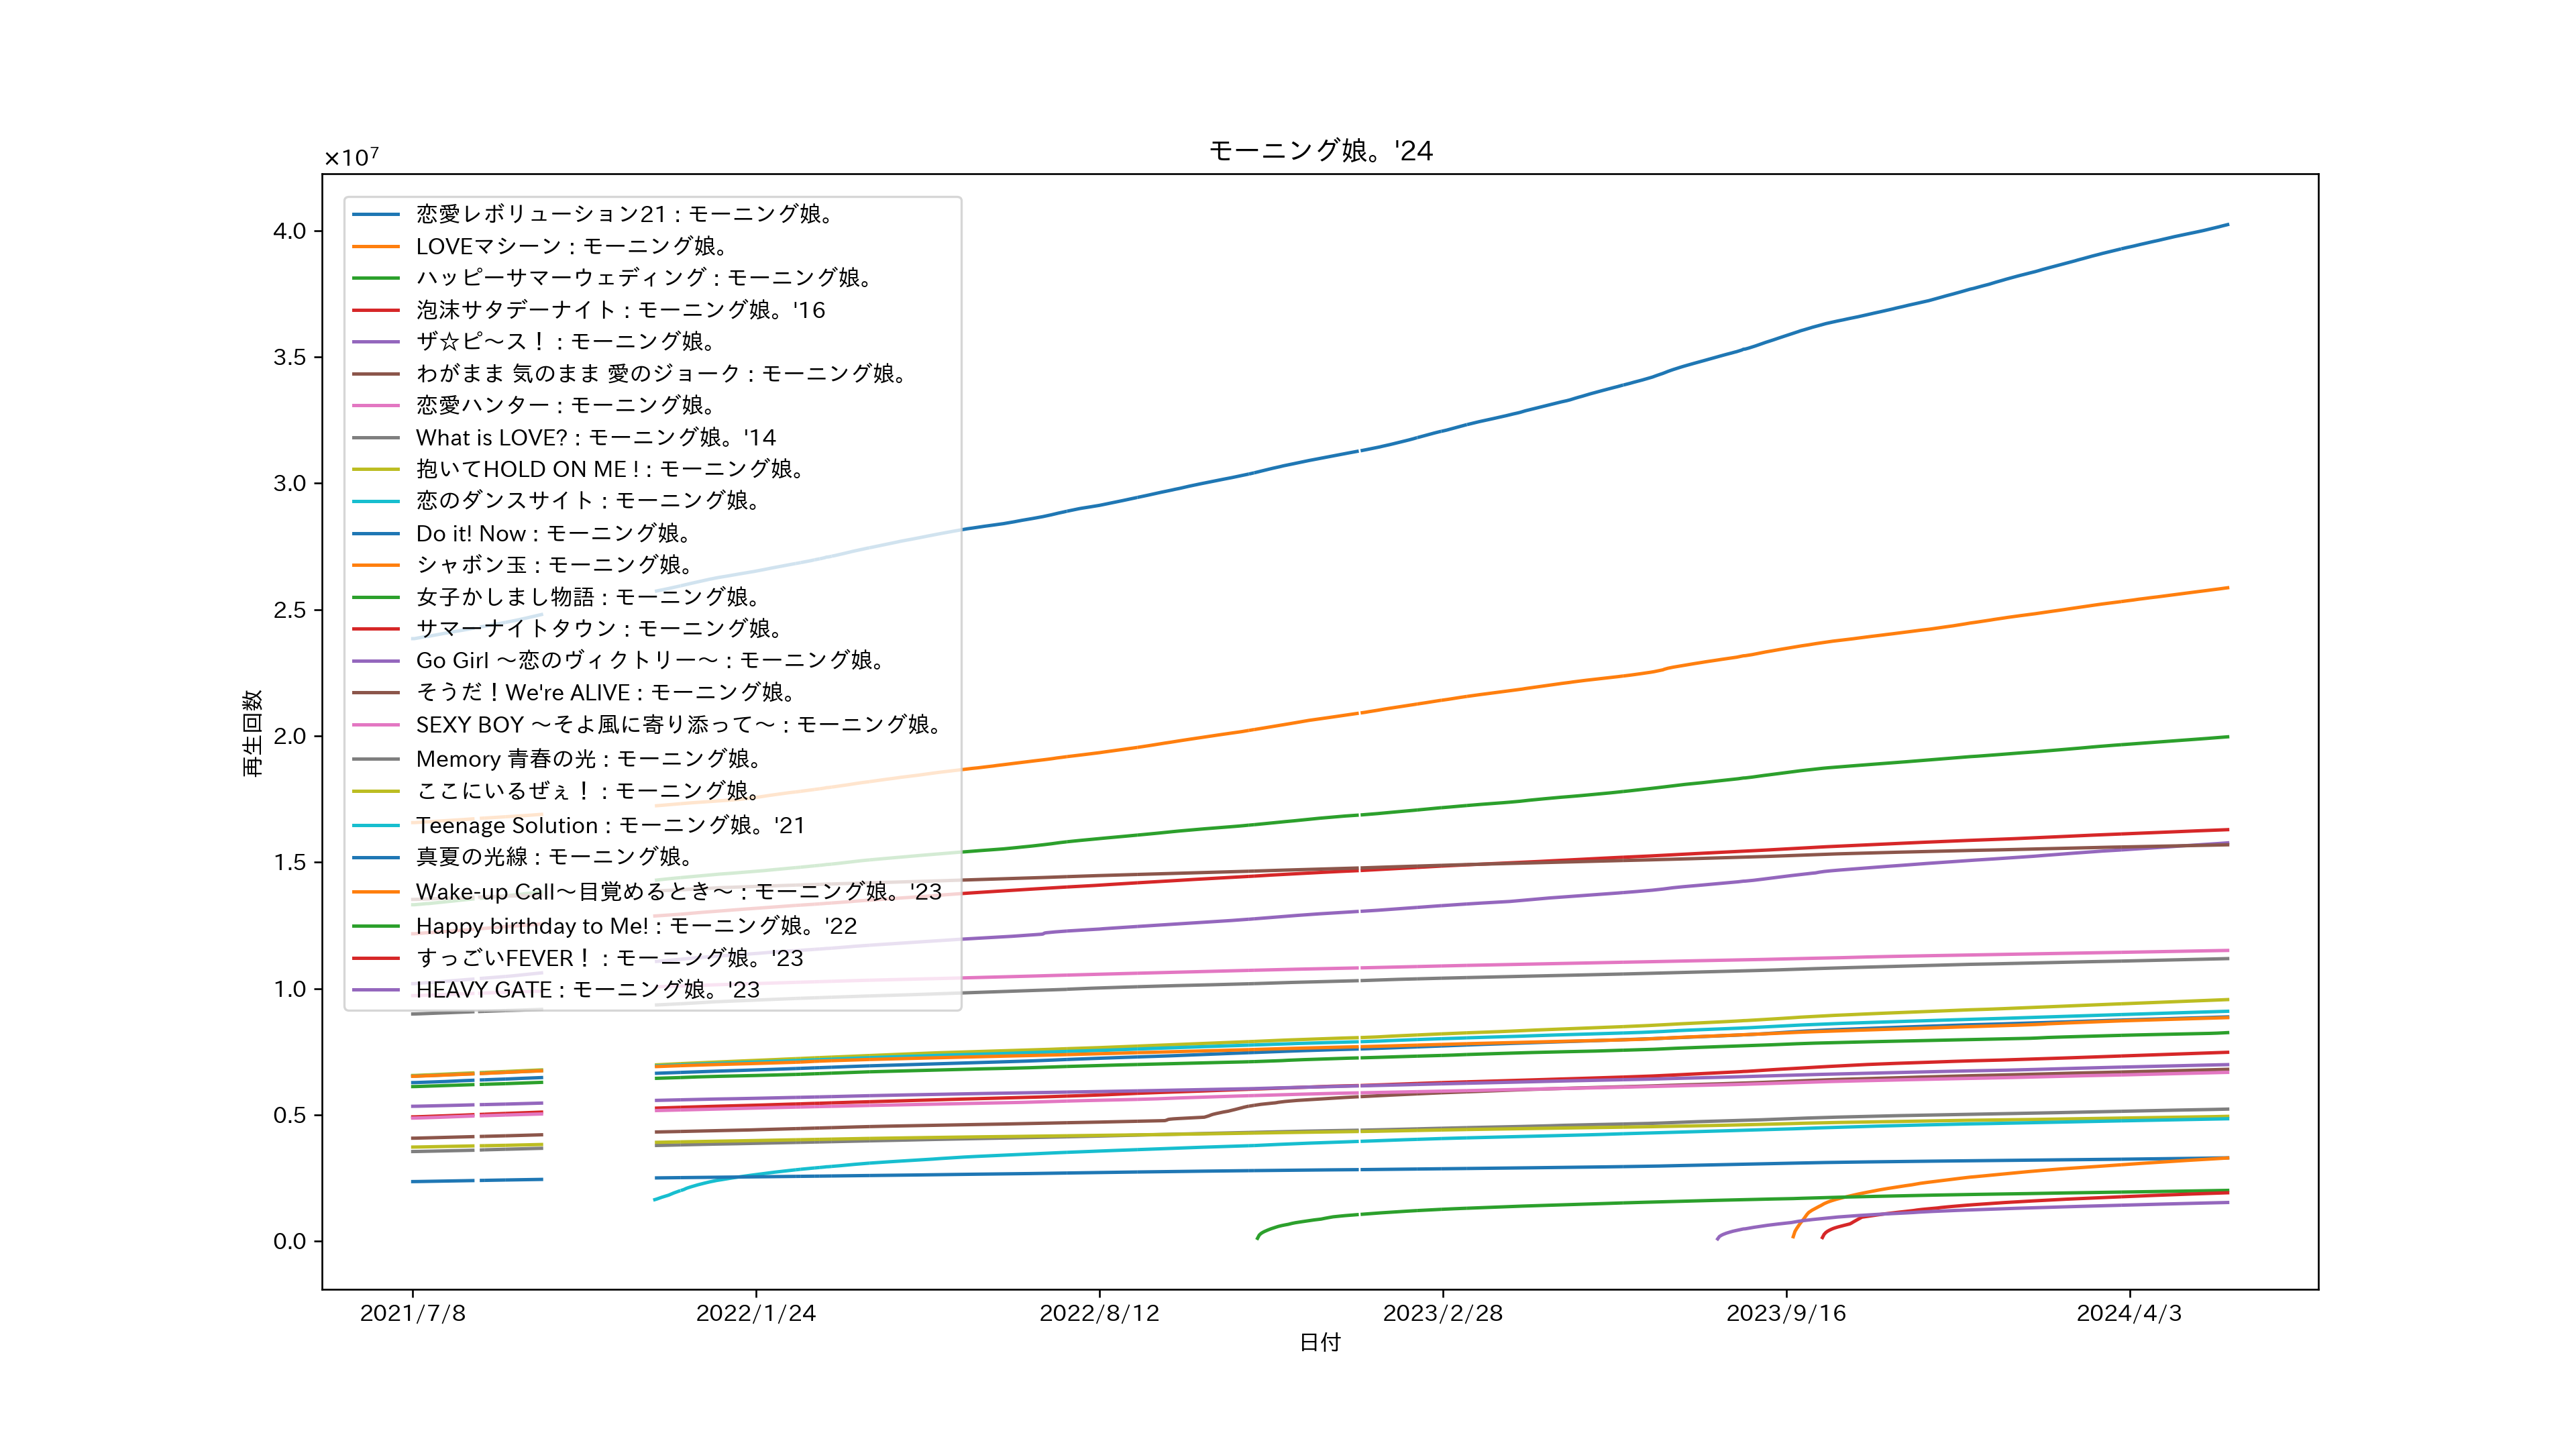 モーニング娘。'24
×10⁷
4.0
3.5
3.0
2.5
2.0
1.5
1.0
0.5
0.0
再生回数
恋愛レボリューション21 : モーニング娘。
LOVEマシーン : モーニング娘。
ハッピーサマーウェディング : モーニング娘。
泡沫サタデーナイト : モーニング娘。'16
ザ☆ピ～ス！ : モーニング娘。
わがまま 気のまま 愛のジョーク : モーニング娘。
恋愛ハンター : モーニング娘。
What is LOVE? : モーニング娘。'14
抱いてHOLD ON ME ! : モーニング娘。
恋のダンスサイト : モーニング娘。
Do it! Now : モーニング娘。
シャボン玉 : モーニング娘。
女子かしまし物語 : モーニング娘。
サマーナイトタウン : モーニング娘。
Go Girl ～恋のヴィクトリー～ : モーニング娘。
そうだ！We're ALIVE : モーニング娘。
SEXY BOY ～そよ風に寄り添って～ : モーニング娘。
Memory 青春の光 : モーニング娘。
ここにいるぜぇ！ : モーニング娘。
Teenage Solution : モーニング娘。'21
真夏の光線 : モーニング娘。
Wake-up Call～目覚めるとき～ : モーニング娘。'23
Happy birthday to Me! : モーニング娘。'22
すっごいFEVER！ : モーニング娘。'23
HEAVY GATE : モーニング娘。'23
2021/7/8
2022/1/24
2022/8/12
2023/2/28
2023/9/16
2024/4/3
日付